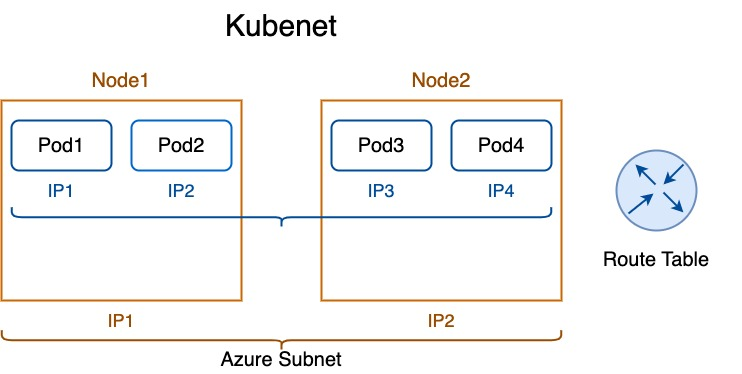 Kubenet
Node1
Node2
Pod1
Pod2
Pod3
Pod4
IP1
IP2
IP3
IP4
Route Table
IP1
IP2
Azure Subnet